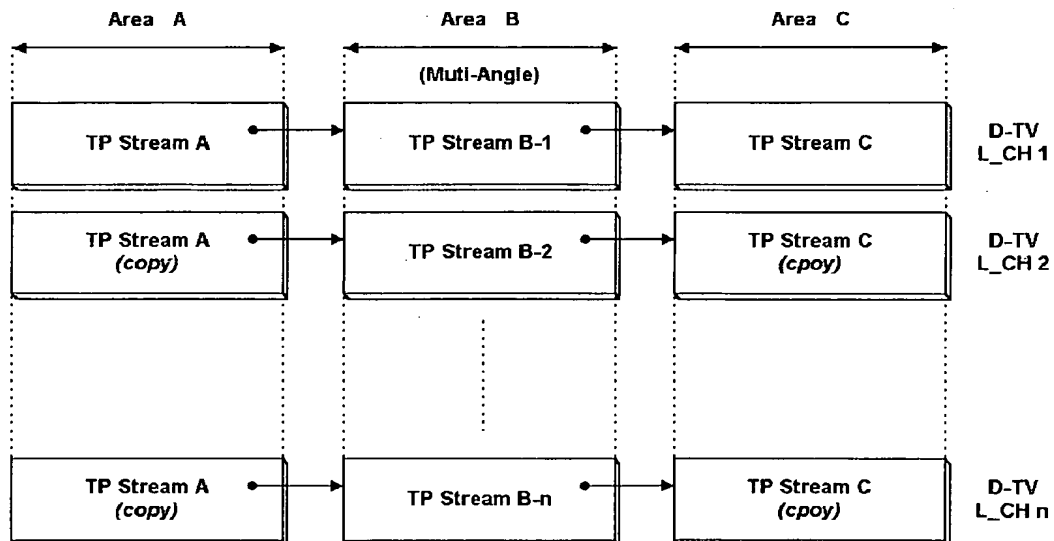 Area A
Area B
Area C
(Muti-Angle)
TP Stream A
TP Stream B-1
TP Stream C
D-TV
L_CH 1
TP Stream A
(copy)
TP Stream B-2
TP Stream C
(cpoy)
D-TV
L_CH 2
TP Stream A
(copy)
TP Stream B-n
TP Stream C
(cpoy)
D-TV
L_CH n